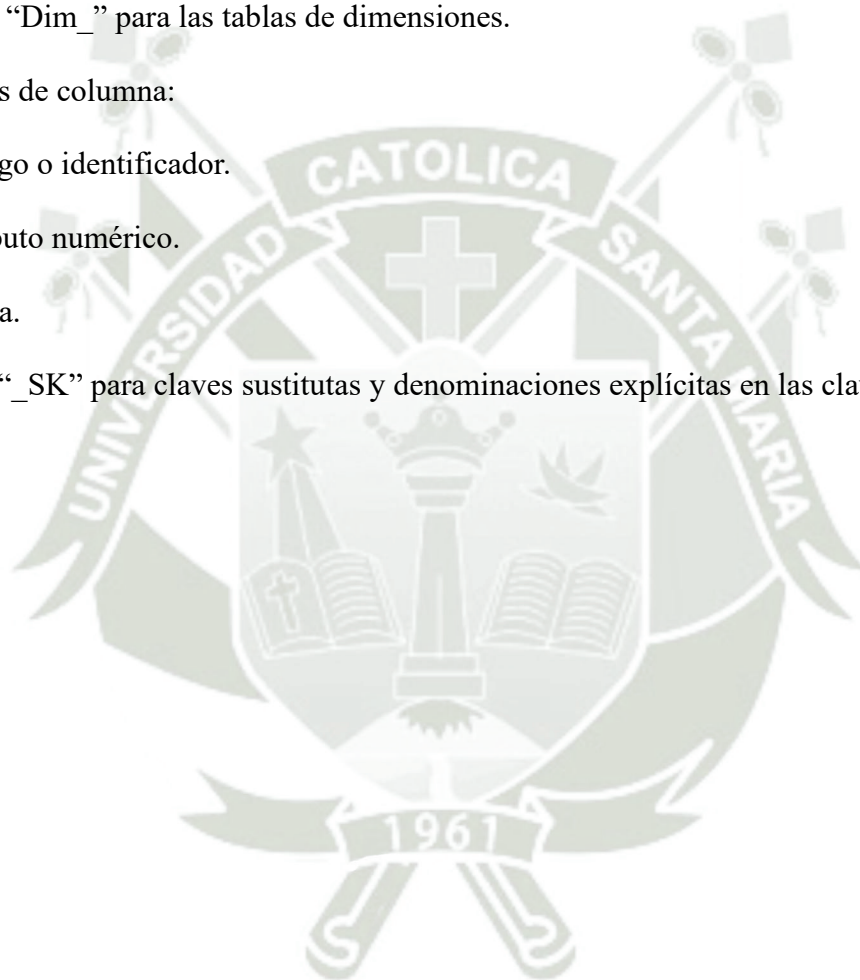 “Dim_” para las tablas de dimensiones.
s de columna:
go o identificador.
outo numérico.
a.
“_SK” para claves sustitutas y denominaciones explícitas en las cla
UNIVERSIDAD CATOLICA SANTA MARIA
1961